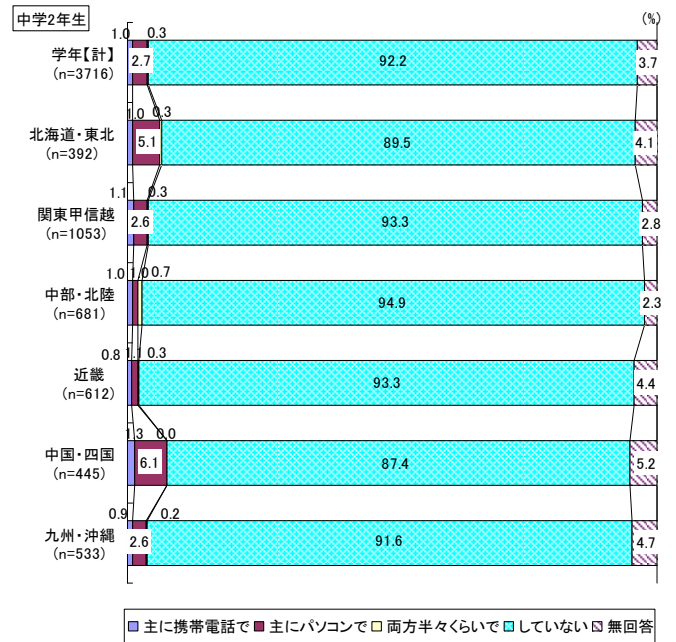 中学2年生
(%)
1.0 0.3
学年【計】
(n=3716)
2.7 92.2 3.7
1.0 0.3
北海道・東北
(n=392)
5.1 89.5 4.1
1.1 0.3
関東甲信越
(n=1053)
2.6 93.3 2.8
1.0 1.0 0.7
中部・北陸
(n=681)
94.9 2.3
0.8 1.1 0.3
近畿
(n=612)
93.3 4.4
1.3 0.0
中国・四国
(n=445)
6.1 87.4 5.2
0.9 0.2
九州・沖縄
(n=533)
2.6 91.6 4.7
主に携帯電話で 主にパソコンで 両方半々くらいで していない 無回答